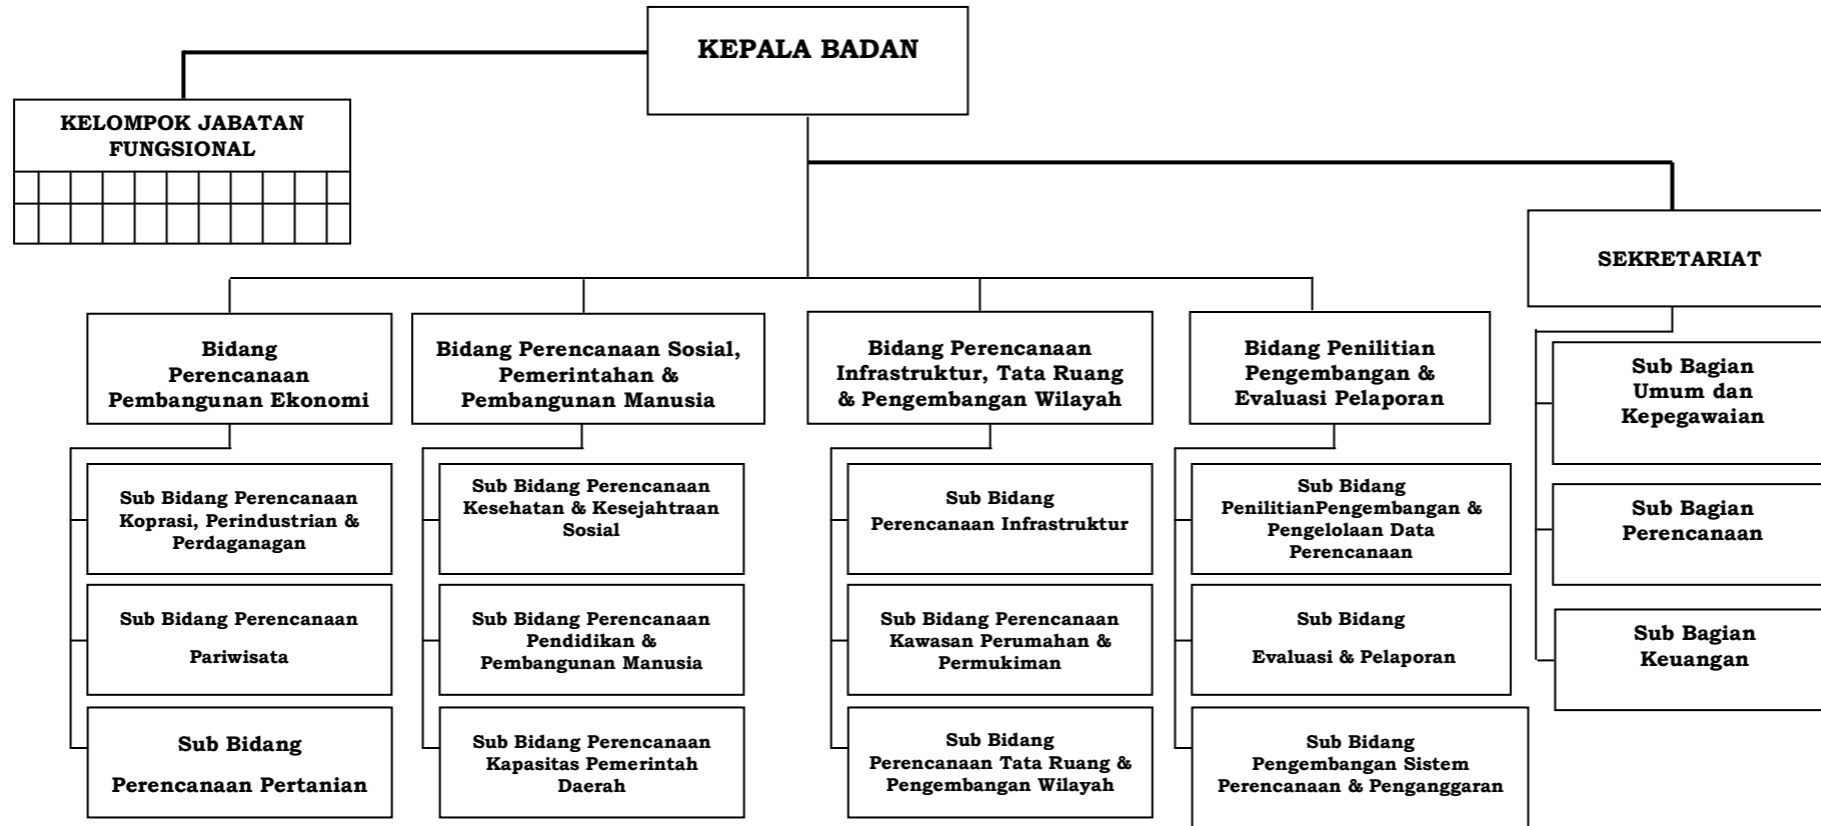 KEPALA BADAN
KELOMPOK JABATAN
FUNGSIONAL
SEKRETARIAT
Bidang
Perencanaan
Pembangunan Ekonomi
Bidang Perencanaan Sosial,
Pemerintahan &
Pembangunan Manusia
Bidang Perencanaan
Infrastruktur, Tata Ruang
& Pengembangan Wilayah
Bidang Penilitian
Pengembangan &
Evaluasi Pelaporan
Sub Bagian
Umum dan
Kepegawaian
Sub Bagian
Perencanaan
Sub Bagian
Keuangan
Sub Bidang Perencanaan
Koprasi, Perindustrian &
Perdaganagan
Sub Bidang Perencanaan
Pariwisata
Sub Bidang
Perencanaan Pertanian
Sub Bidang Perencanaan
Kesehatan & Kesejahtraan
Sosial
Sub Bidang Perencanaan
Pendidikan &
Pembangunan Manusia
Sub Bidang Perencanaan
Kapasitas Pemerintah
Daerah
Sub Bidang
Perencanaan Infrastruktur
Sub Bidang Perencanaan
Kawasan Perumahan &
Permukiman
Sub Bidang
Perencanaan Tata Ruang &
Pengembangan Wilayah
Sub Bidang
PenilitianPengembangan &
Pengelolaan Data
Perencanaan
Sub Bidang
Evaluasi & Pelaporan
Sub Bidang
Pengembangan Sistem
Perencanaan & Penganggaran